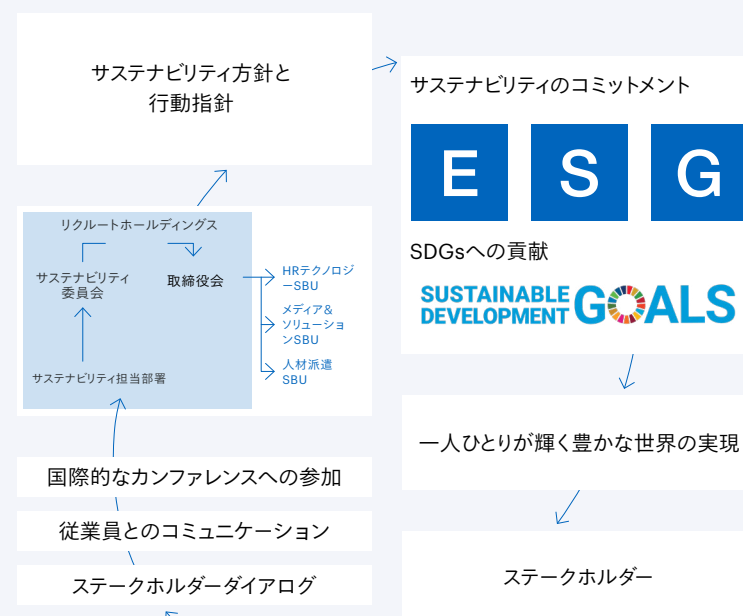 サステナビリティ方針と
行動指針
リクルートホールディングス
サステナビリティ
委員会
取締役会
サステナビリティ担当部署
HRテクノロジ
ーSBU
メディア&
ソリューショ
ンSBU
人材派遣
SBU
国際的なカンファレンスへの参加
従業員とのコミュニケーション
ステークホルダーダイアログ
サステナビリティのコミットメント
E S G
SDGsへの貢献
SUSTAINABLE
DEVELOPMENT GOALS
一人ひとりが輝く豊かな世界の実現
ステークホルダー